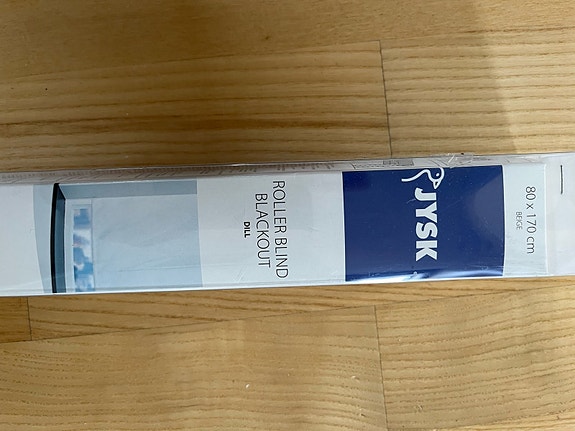 80 x 170 cm
BEIGE
JYSK
ROLLER BLIND
BLACKOUT
DILL